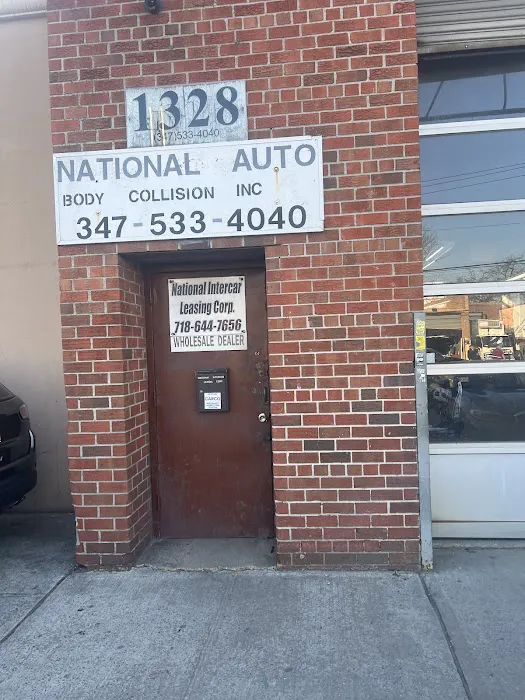 1328
(347)533-4040
NATIONAL AUTO
BODY COLLISION INC
347-533-4040
National Intercar
Leasing Corp.
718-644-7656
WHOLESALE DEALER